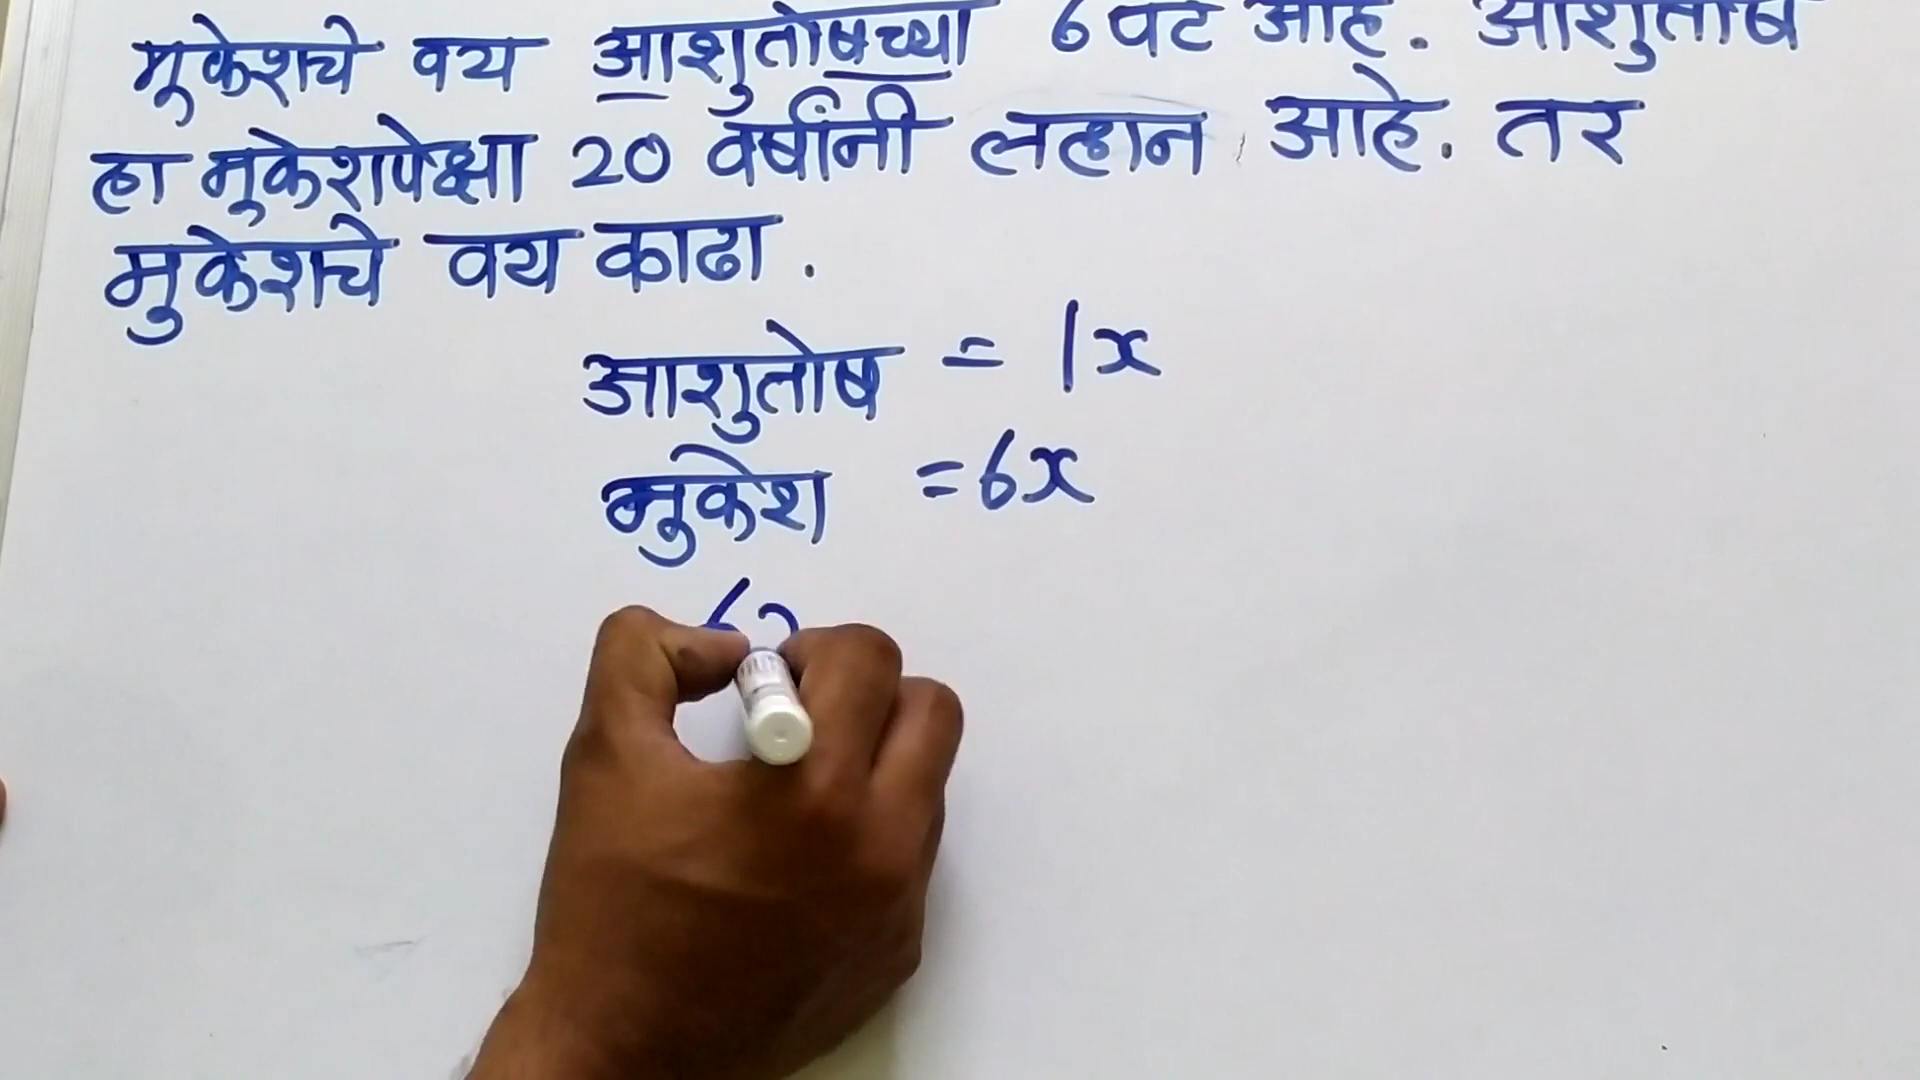 मुकेशचे वय आशुतोषच्या 6 पट आहे. आशुतोष
हा मुकेशपेक्षा 20 वर्षांनी लहान आहे. तर
मुकेशचे वय काढा.
आशुतोष = 1x
मुकेश = 6x
6